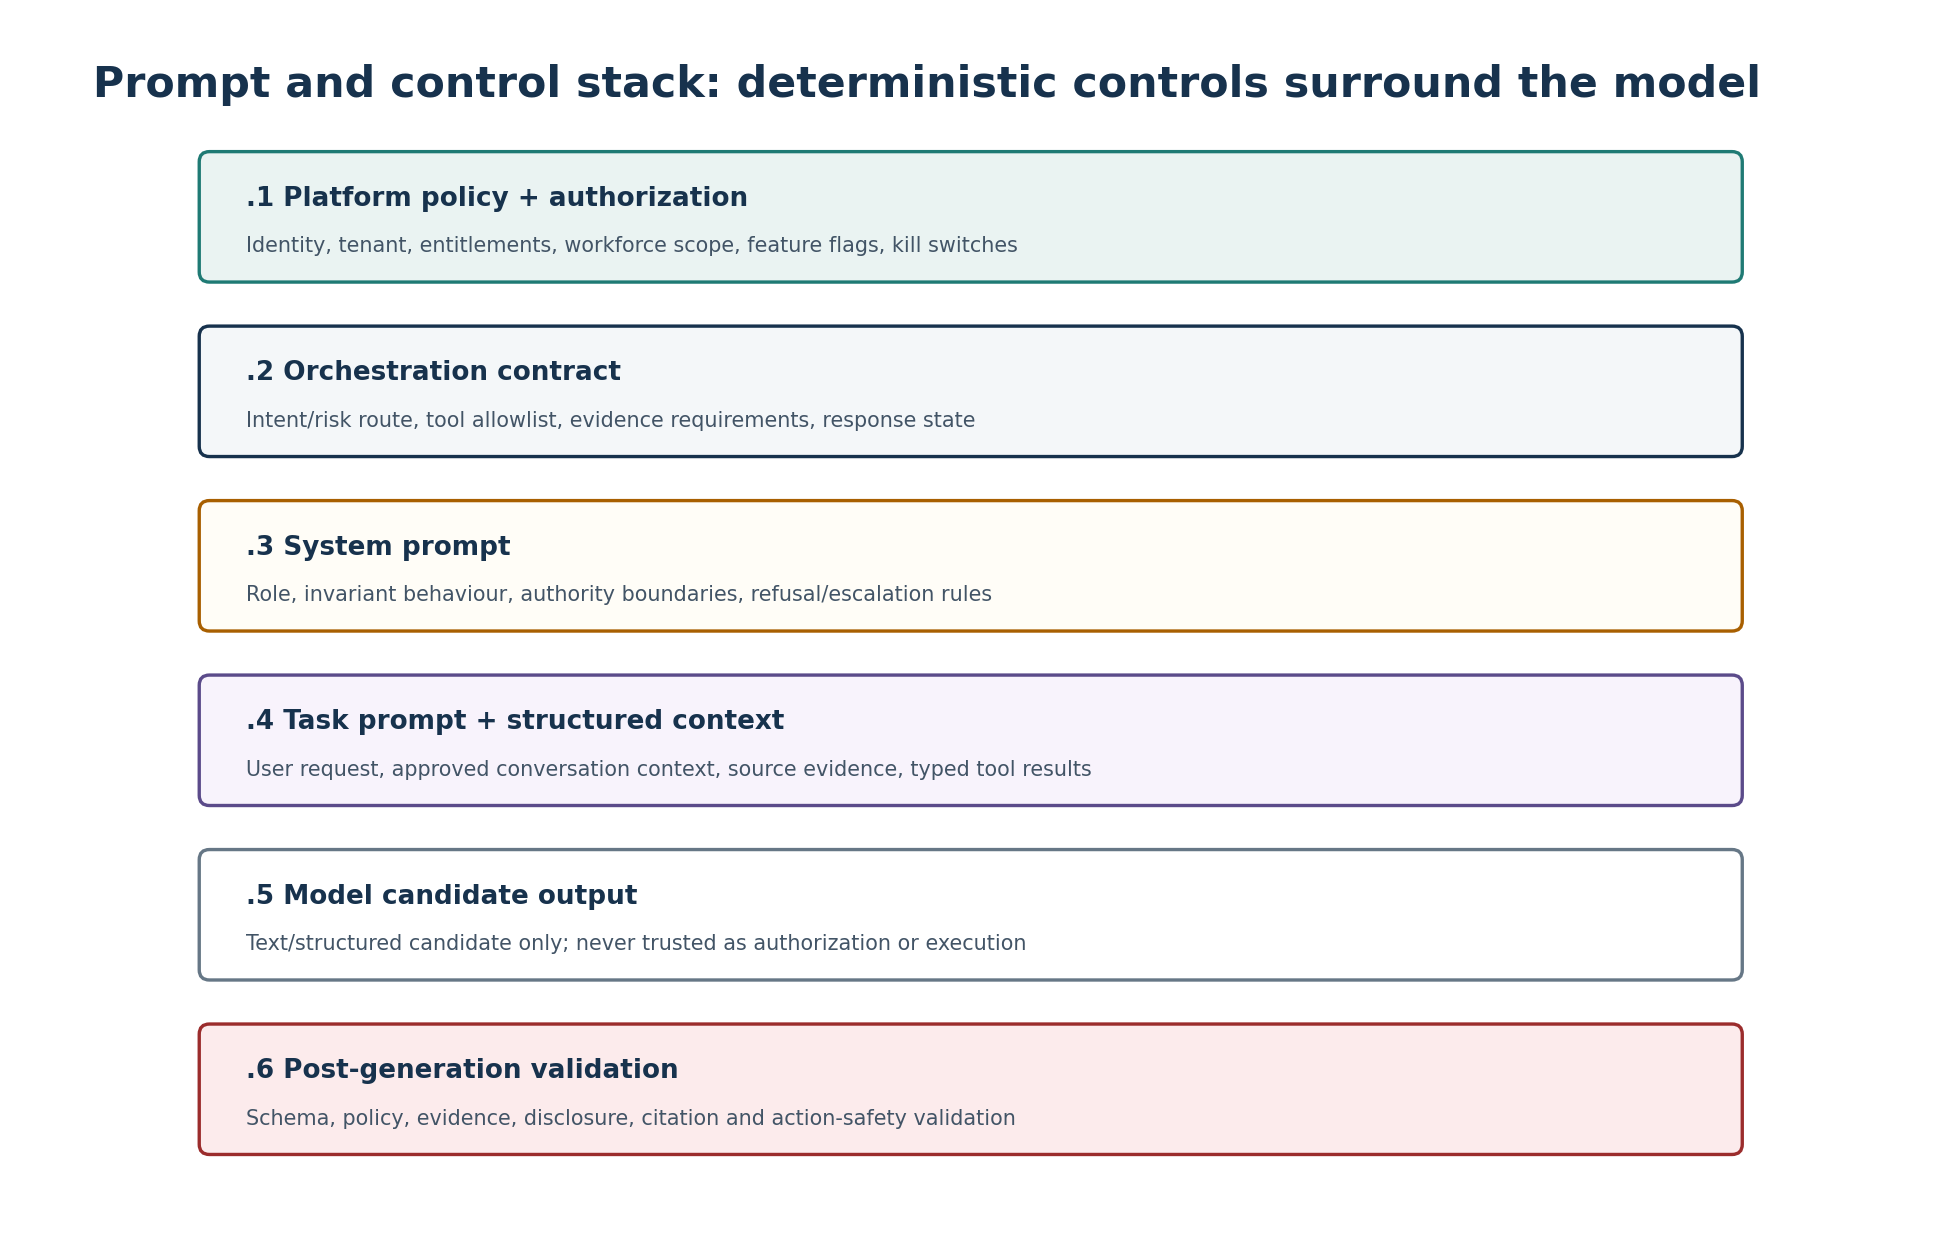 Prompt and control stack: deterministic controls surround the model
.1 Platform policy + authorization
Identity, tenant, entitlements, workforce scope, feature flags, kill switches
.2 Orchestration contract
Intent/risk route, tool allowlist, evidence requirements, response state
.3 System prompt
Role, invariant behaviour, authority boundaries, refusal/escalation rules
.4 Task prompt + structured context
User request, approved conversation context, source evidence, typed tool results
.5 Model candidate output
Text/structured candidate only; never trusted as authorization or execution
.6 Post-generation validation
Schema, policy, evidence, disclosure, citation and action-safety validation